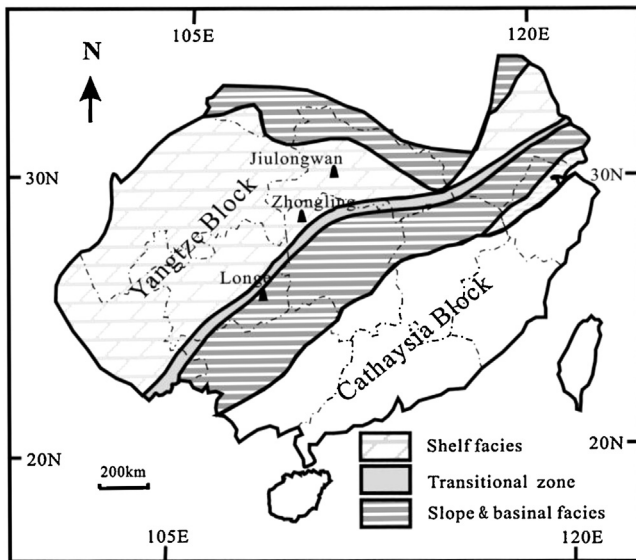 105E
120E
N
Jiulongwan
30N
30N
Zhongling
Yangtze Block
Longe
Cathaysia Block
Shelf facies
20N
20N
Transitional zone
200km
Slope & basinal facies
105E
120E